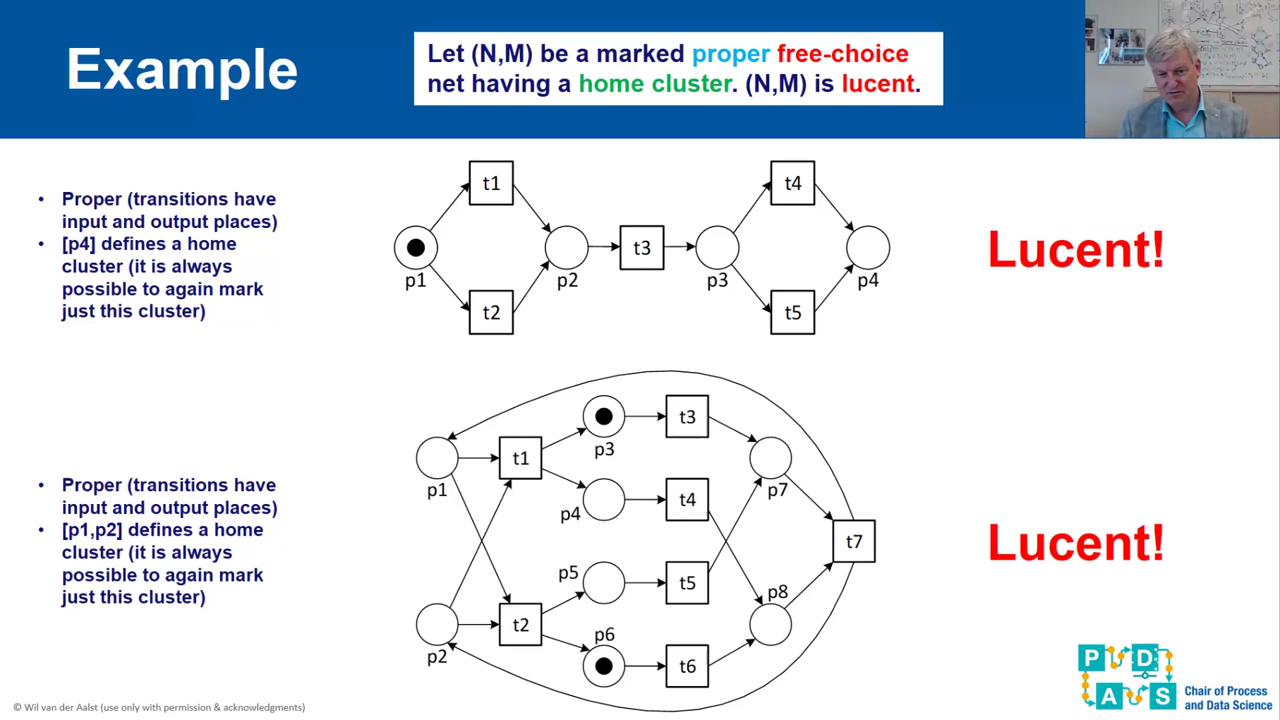 Example
Let (N,M) be a marked proper free-choice
net having a home cluster. (N,M) is lucent.
• Proper (transitions have
input and output places)
• [p4] defines a home
cluster (it is always
possible to again mark
just this cluster)
t1
t4
p1
p2
t3
p3
p4
t2
t5
Lucent!
• Proper (transitions have
input and output places)
• [p1,p2] defines a home
cluster (it is always
possible to again mark
just this cluster)
t3
p3
t1
p1
p7
p4
t4
t7
p5
t5
p8
t2
p6
p2
t6
Lucent!
P D
A S
Chair of Process
and Data Science
© Wil van der Aalst (use only with permission & acknowledgments)